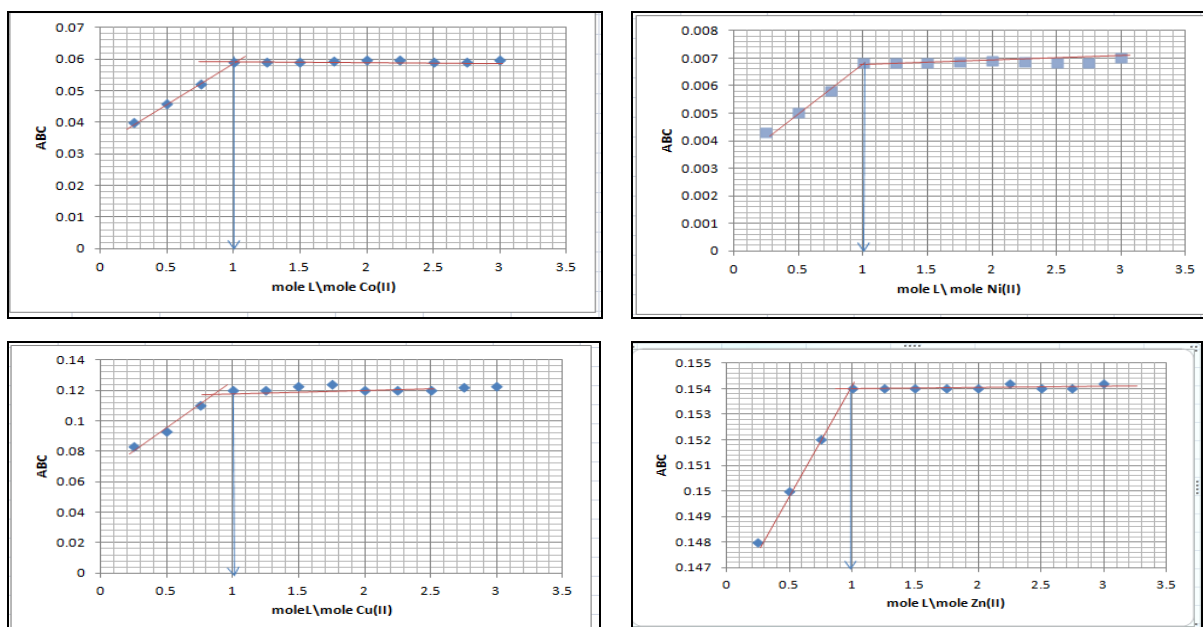 0.07
0.06
0.05
0.04
0.03
0.02
0.01
0
ABC
0 0.5 1 1.5 2 2.5 3 3.5
mole L\mole Co(II)
0.008
0.007
0.006
0.005
0.004
0.003
0.002
0.001
0
ABC
0 0.5 1 1.5 2 2.5 3 3.5
mole L\ mole Ni(II)
0.14
0.12
0.1
0.08
0.06
0.04
0.02
0
ABC
0 0.5 1 1.5 2 2.5 3 3.5
moleL\mole Cu(II)
0.155
0.154
0.153
0.152
0.151
0.15
0.149
0.148
0.147
ABC
0 0.5 1 1.5 2 2.5 3 3.5
mole L\mole Zn(II)